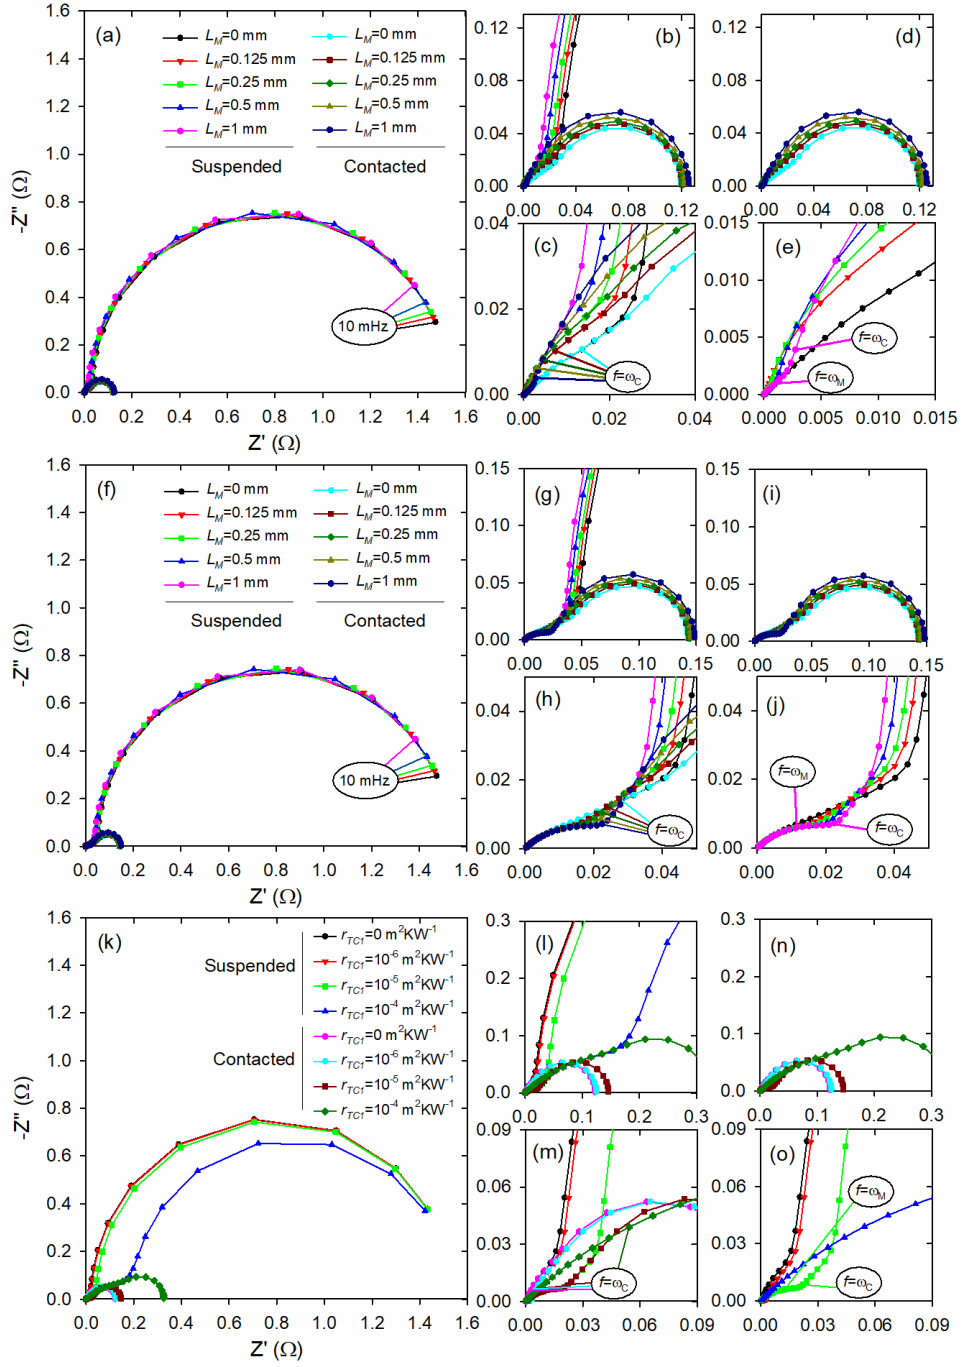 (a)
L_M=0 mm L_M=0 mm
L_M=0.125 mm L_M=0.125 mm
L_M=0.25 mm L_M=0.25 mm
L_M=0.5 mm L_M=0.5 mm
L_M=1 mm L_M=1 mm
Suspended Contacted
10 mHz
1.6
1.4
1.2
1.0
0.8
0.6
0.4
0.2
0.0
-Z'' (Ω)
0.0 0.2 0.4 0.6 0.8 1.0 1.2 1.4 1.6
Z' (Ω)
(b)
0.12
0.08
0.04
0.00
0.00 0.04 0.08 0.12
(d)
0.12
0.08
0.04
0.00
0.00 0.04 0.08 0.12
(c)
0.04
0.03
0.02
0.01
0.00
f=ω_C
0.00 0.02 0.04
(e)
0.015
0.010
0.005
0.000
f=ω_C
f=ω_M
0.000 0.005 0.010 0.015
(f)
L_M=0 mm L_M=0 mm
L_M=0.125 mm L_M=0.125 mm
L_M=0.25 mm L_M=0.25 mm
L_M=0.5 mm L_M=0.5 mm
L_M=1 mm L_M=1 mm
Suspended Contacted
10 mHz
1.6
1.4
1.2
1.0
0.8
0.6
0.4
0.2
0.0
-Z'' (Ω)
0.0 0.2 0.4 0.6 0.8 1.0 1.2 1.4 1.6
Z' (Ω)
(g)
0.15
0.10
0.05
0.00
0.00 0.05 0.10 0.15
(i)
0.15
0.10
0.05
0.00
0.00 0.05 0.10 0.15
(h)
0.04
0.02
0.00
f=ω_C
0.00 0.02 0.04
(j)
0.04
0.02
0.00
f=ω_M
f=ω_C
0.00 0.02 0.04
(k)
r_TC1=0 m²KW⁻¹
r_TC1=10⁻⁶ m²KW⁻¹
Suspended
r_TC1=10⁻⁵ m²KW⁻¹
r_TC1=10⁻⁴ m²KW⁻¹
r_TC1=0 m²KW⁻¹
Contacted
r_TC1=10⁻⁶ m²KW⁻¹
r_TC1=10⁻⁵ m²KW⁻¹
r_TC1=10⁻⁴ m²KW⁻¹
1.6
1.4
1.2
1.0
0.8
0.6
0.4
0.2
0.0
-Z'' (Ω)
0.0 0.2 0.4 0.6 0.8 1.0 1.2 1.4 1.6
Z' (Ω)
(l)
0.3
0.2
0.1
0.0
0.0 0.1 0.2 0.3
(n)
0.3
0.2
0.1
0.0
0.0 0.1 0.2 0.3
(m)
0.09
0.06
0.03
0.00
f=ω_C
0.00 0.03 0.06 0.09
(o)
0.09
0.06
0.03
0.00
f=ω_M
f=ω_C
0.00 0.03 0.06 0.09